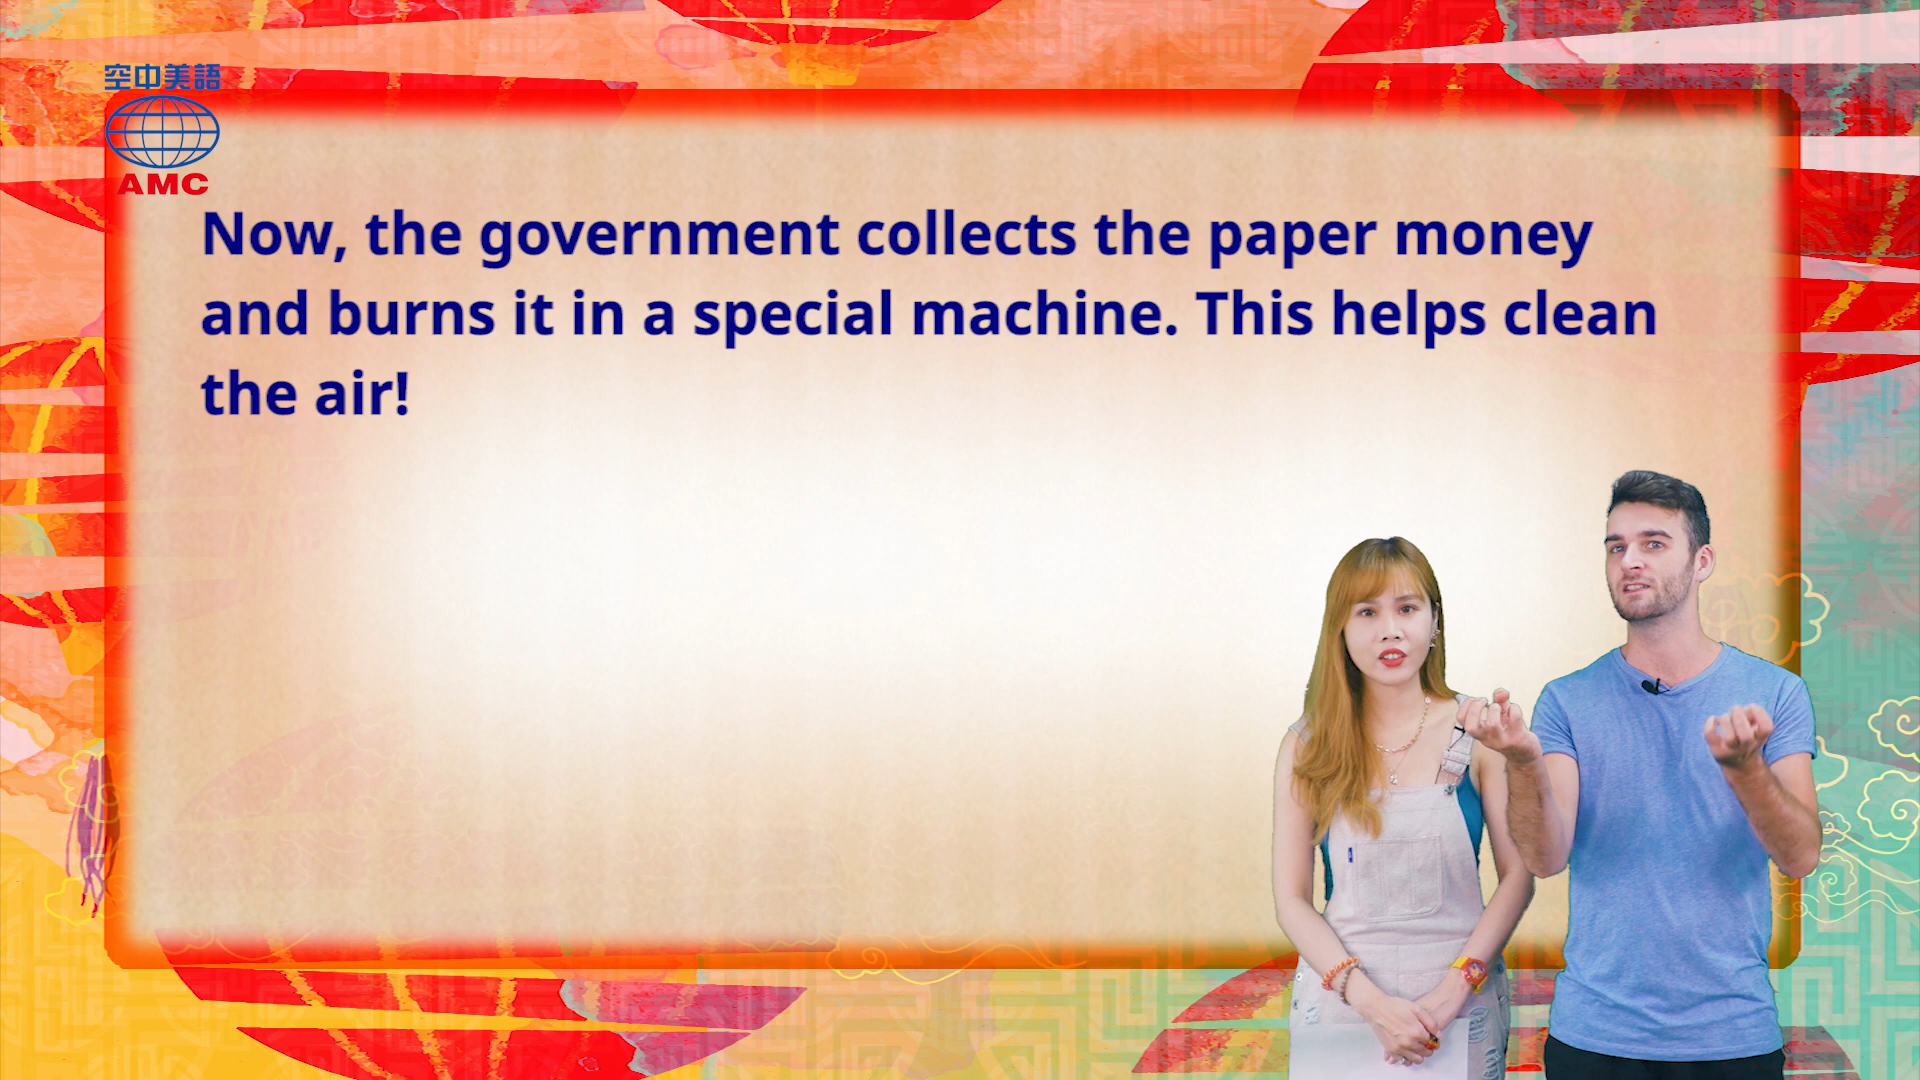 空中美語
AMC
Now, the government collects the paper money
and burns it in a special machine. This helps clean
the air!